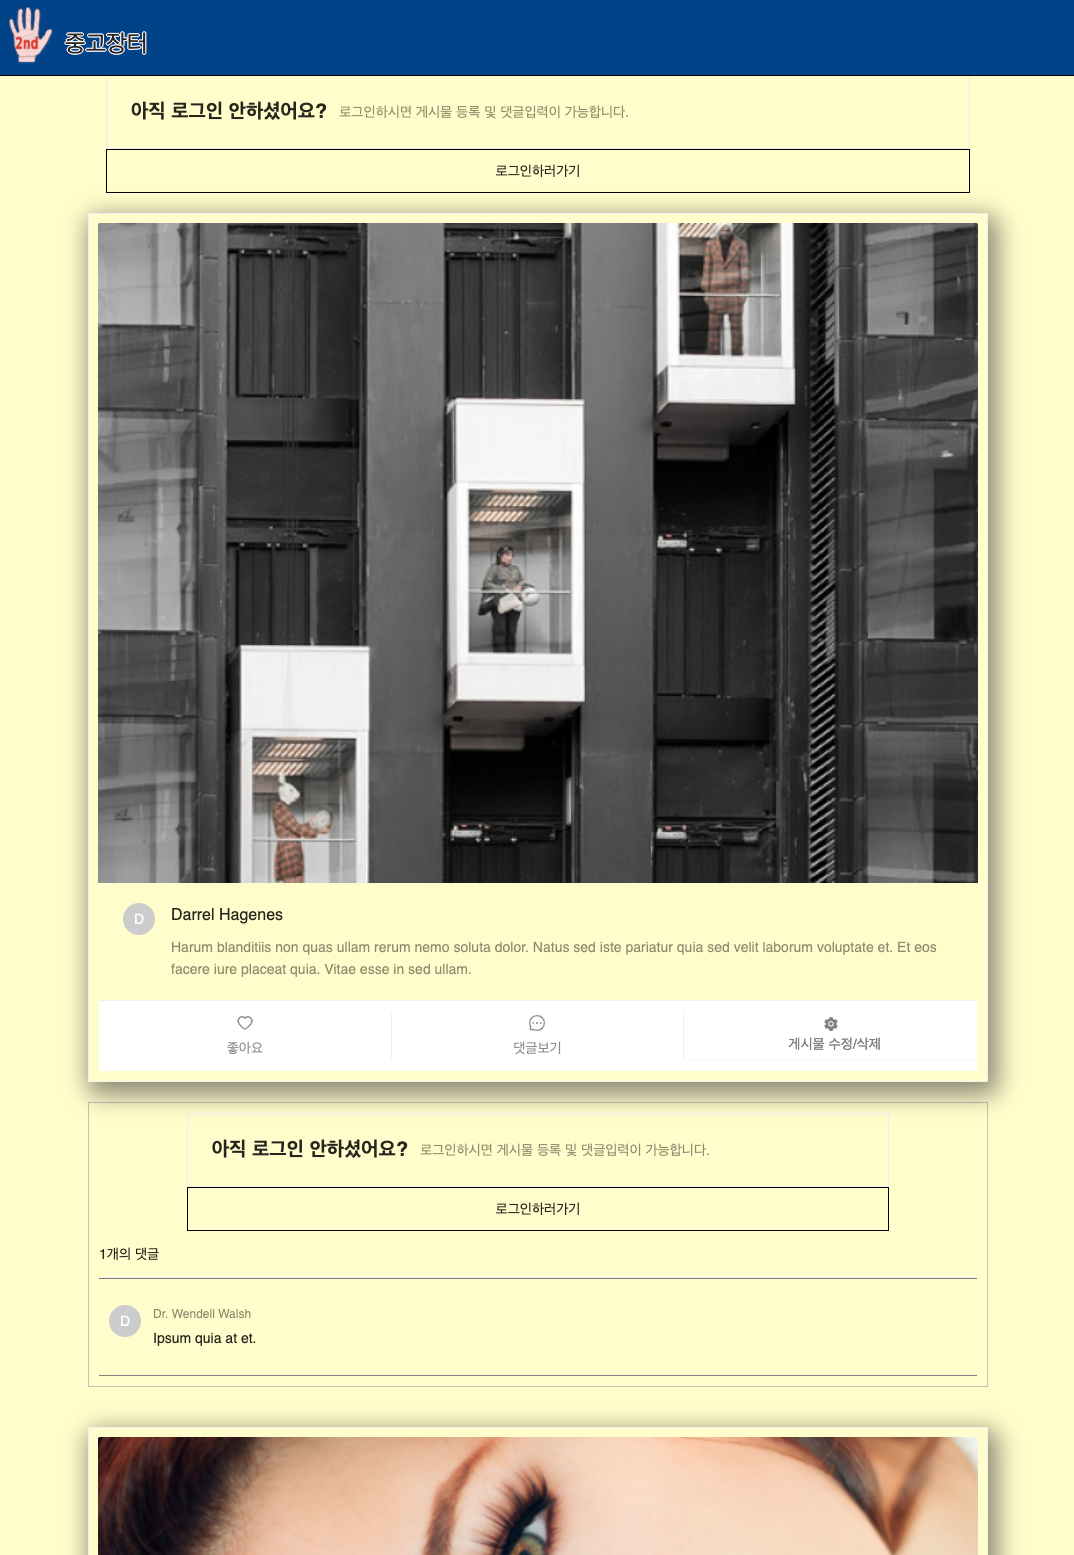 2nd 중고장터
아직 로그인 안하셨어요? 로그인하시면 게시물 등록 및 댓글입력이 가능합니다.
로그인하러가기
D Darrel Hagenes
Harum blanditiis non quas ullam rerum nemo soluta dolor. Natus sed iste pariatur quia sed velit laborum voluptate et. Et eos
facere iure placeat quia. Vitae esse in sed ullam.
좋아요 댓글보기 게시물 수정/삭제
아직 로그인 안하셨어요? 로그인하시면 게시물 등록 및 댓글입력이 가능합니다.
로그인하러가기
1개의 댓글
D Dr. Wendell Walsh
Ipsum quia at et.